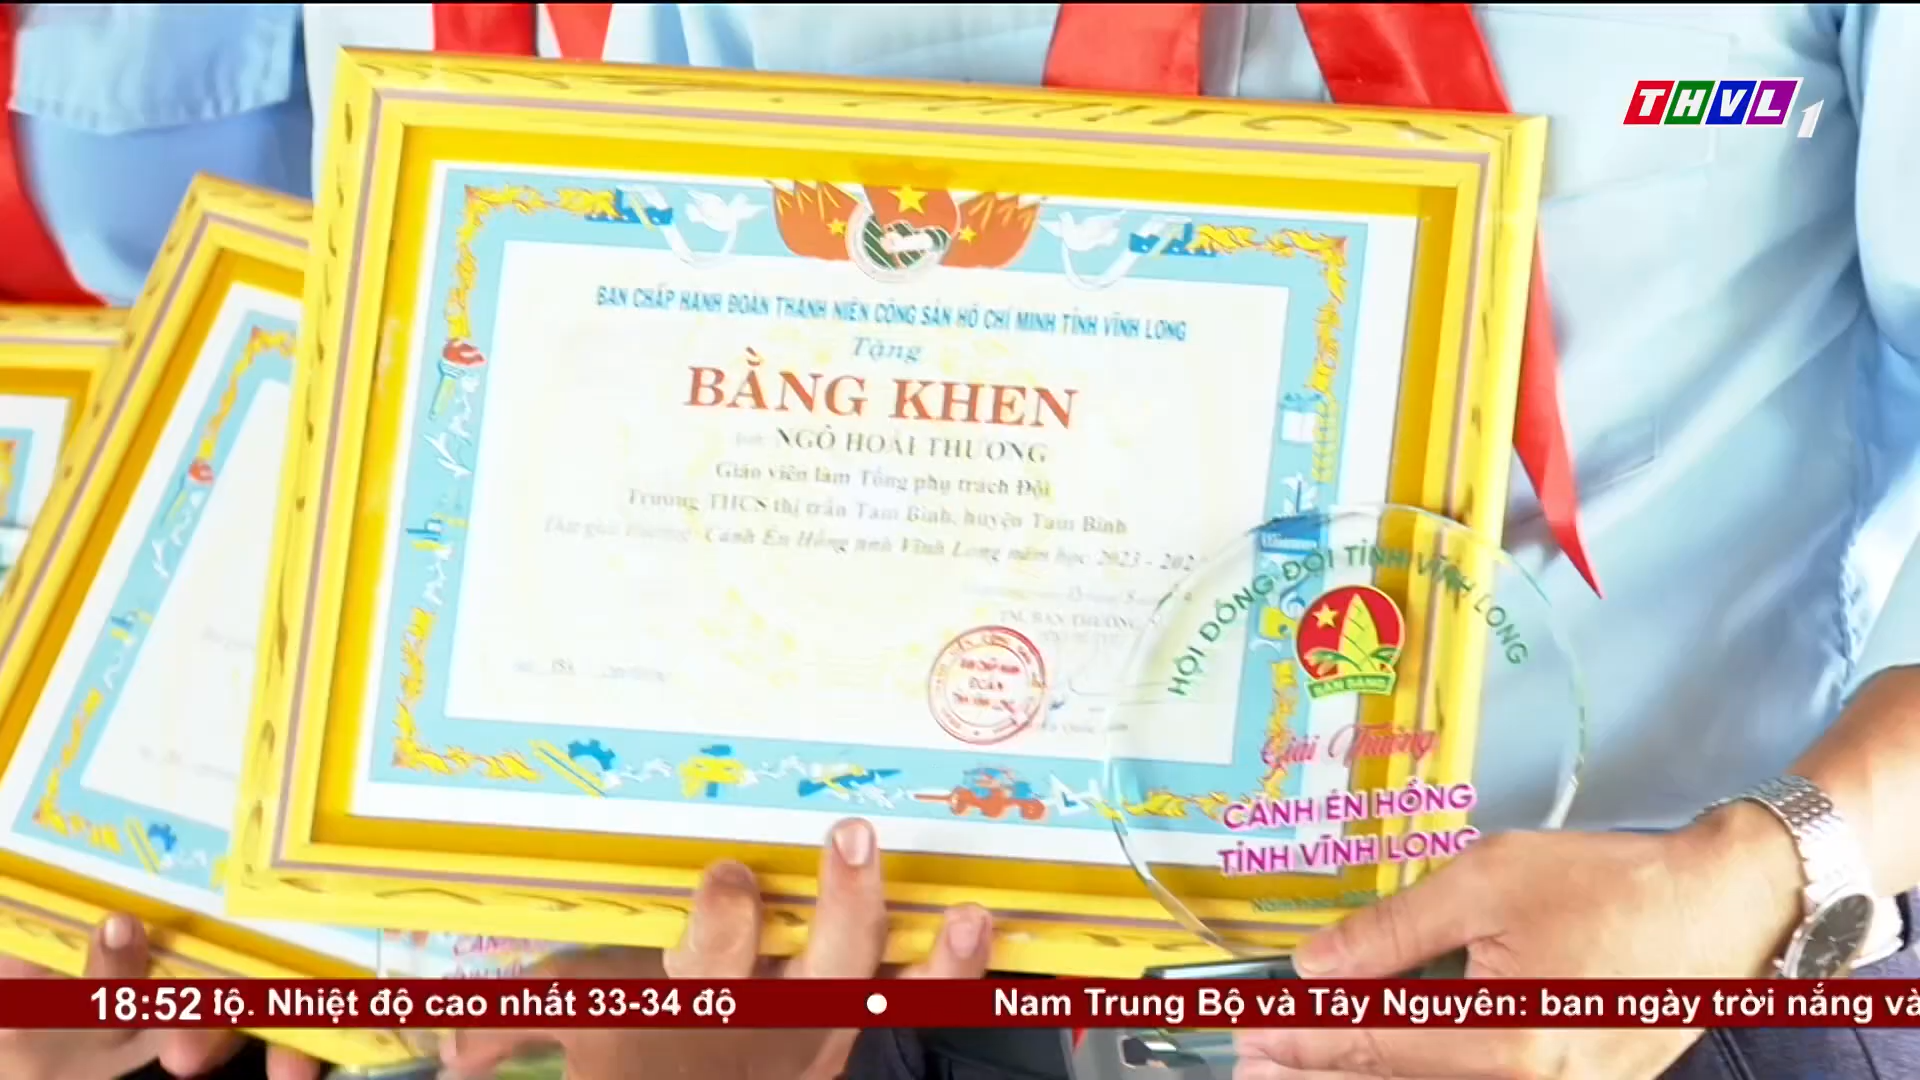 THVL1
BAN CHẤP HÀNH ĐOÀN THANH NIÊN CỘNG SẢN HỒ CHÍ MINH TỈNH VĨNH LONG
Tặng
BẰNG KHEN
NGÔ HOÀI THƯƠNG
Giáo viên làm Tổng phụ trách Đội
Trường THCS thị trấn Tam Bình, huyện Tam Bình
Cánh Én Hồng tỉnh Vĩnh Long năm học 2023 - 202
HỘI ĐỒNG ĐỘI TỈNH VĨNH LONG
SẴN SÀNG
Giải Thưởng
CÁNH ÉN HỒNG
TỈNH VĨNH LONG
18:52 độ. Nhiệt độ cao nhất 33-34 độ ● Nam Trung Bộ và Tây Nguyên: ban ngày trời nắng và